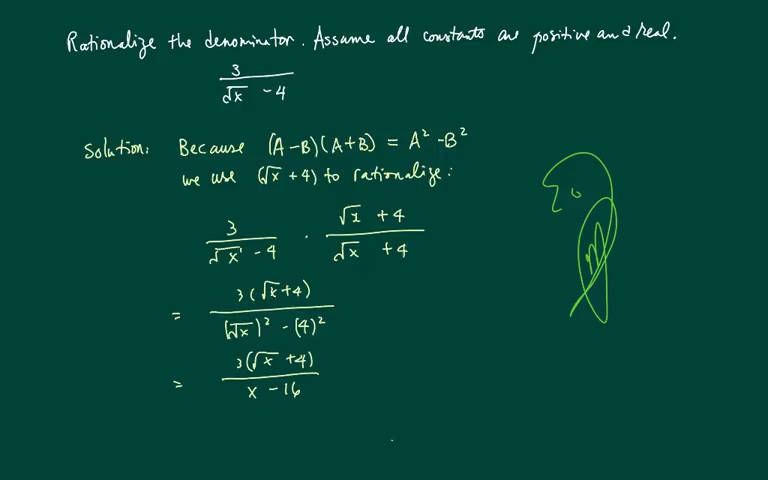 Rationalize the denominator. Assume all constants are positive and real.
3 / (√x - 4)
Solution: Because (A-B)(A+B) = A² - B²
we use (√x + 4) to rationalize:
3 / (√x - 4) · (√x + 4) / (√x + 4)
= 3(√x + 4) / ((√x)² - (4)²)
= 3(√x + 4) / (x - 16)